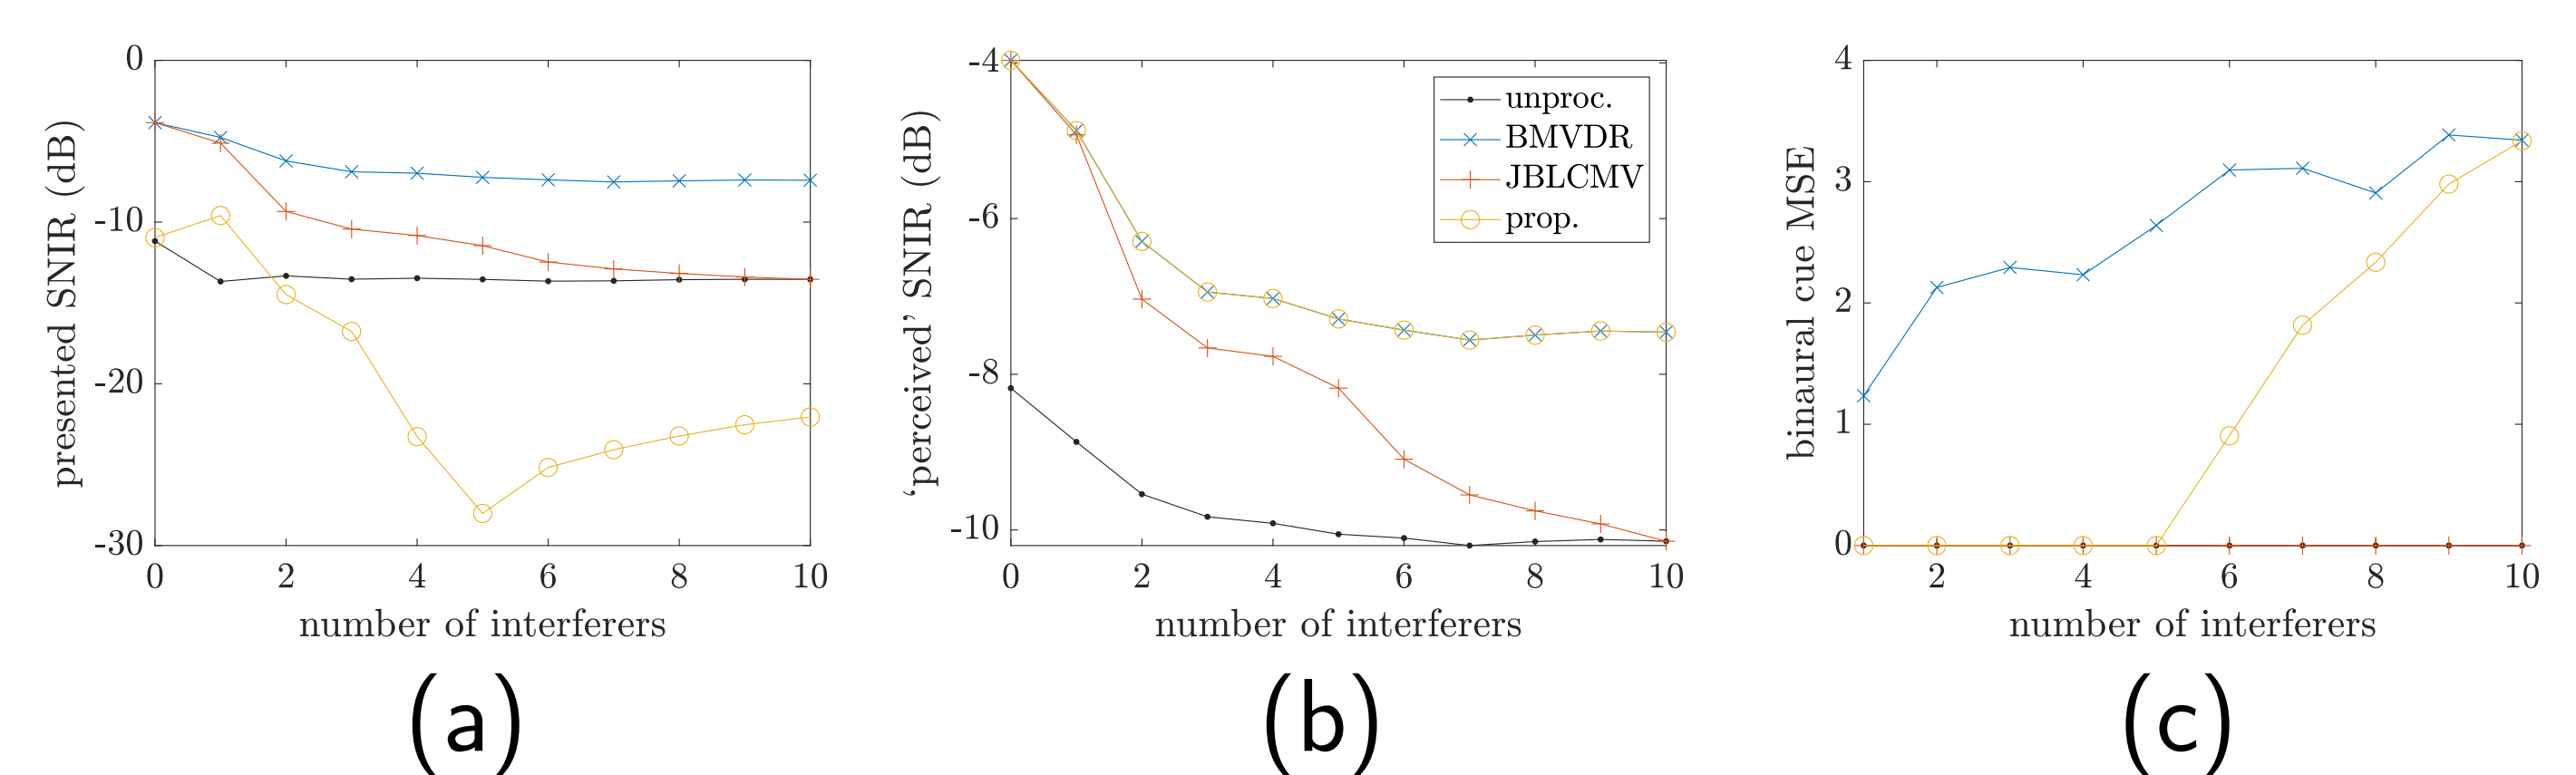 presented SNIR (dB)
0
-10
-20
-30
0 2 4 6 8 10
number of interferers
(a)
‘perceived’ SNIR (dB)
-4
-6
-8
-10
unproc.
BMVDR
JBLCMV
prop.
0 2 4 6 8 10
number of interferers
(b)
binaural cue MSE
4
3
2
1
0
2 4 6 8 10
number of interferers
(c)